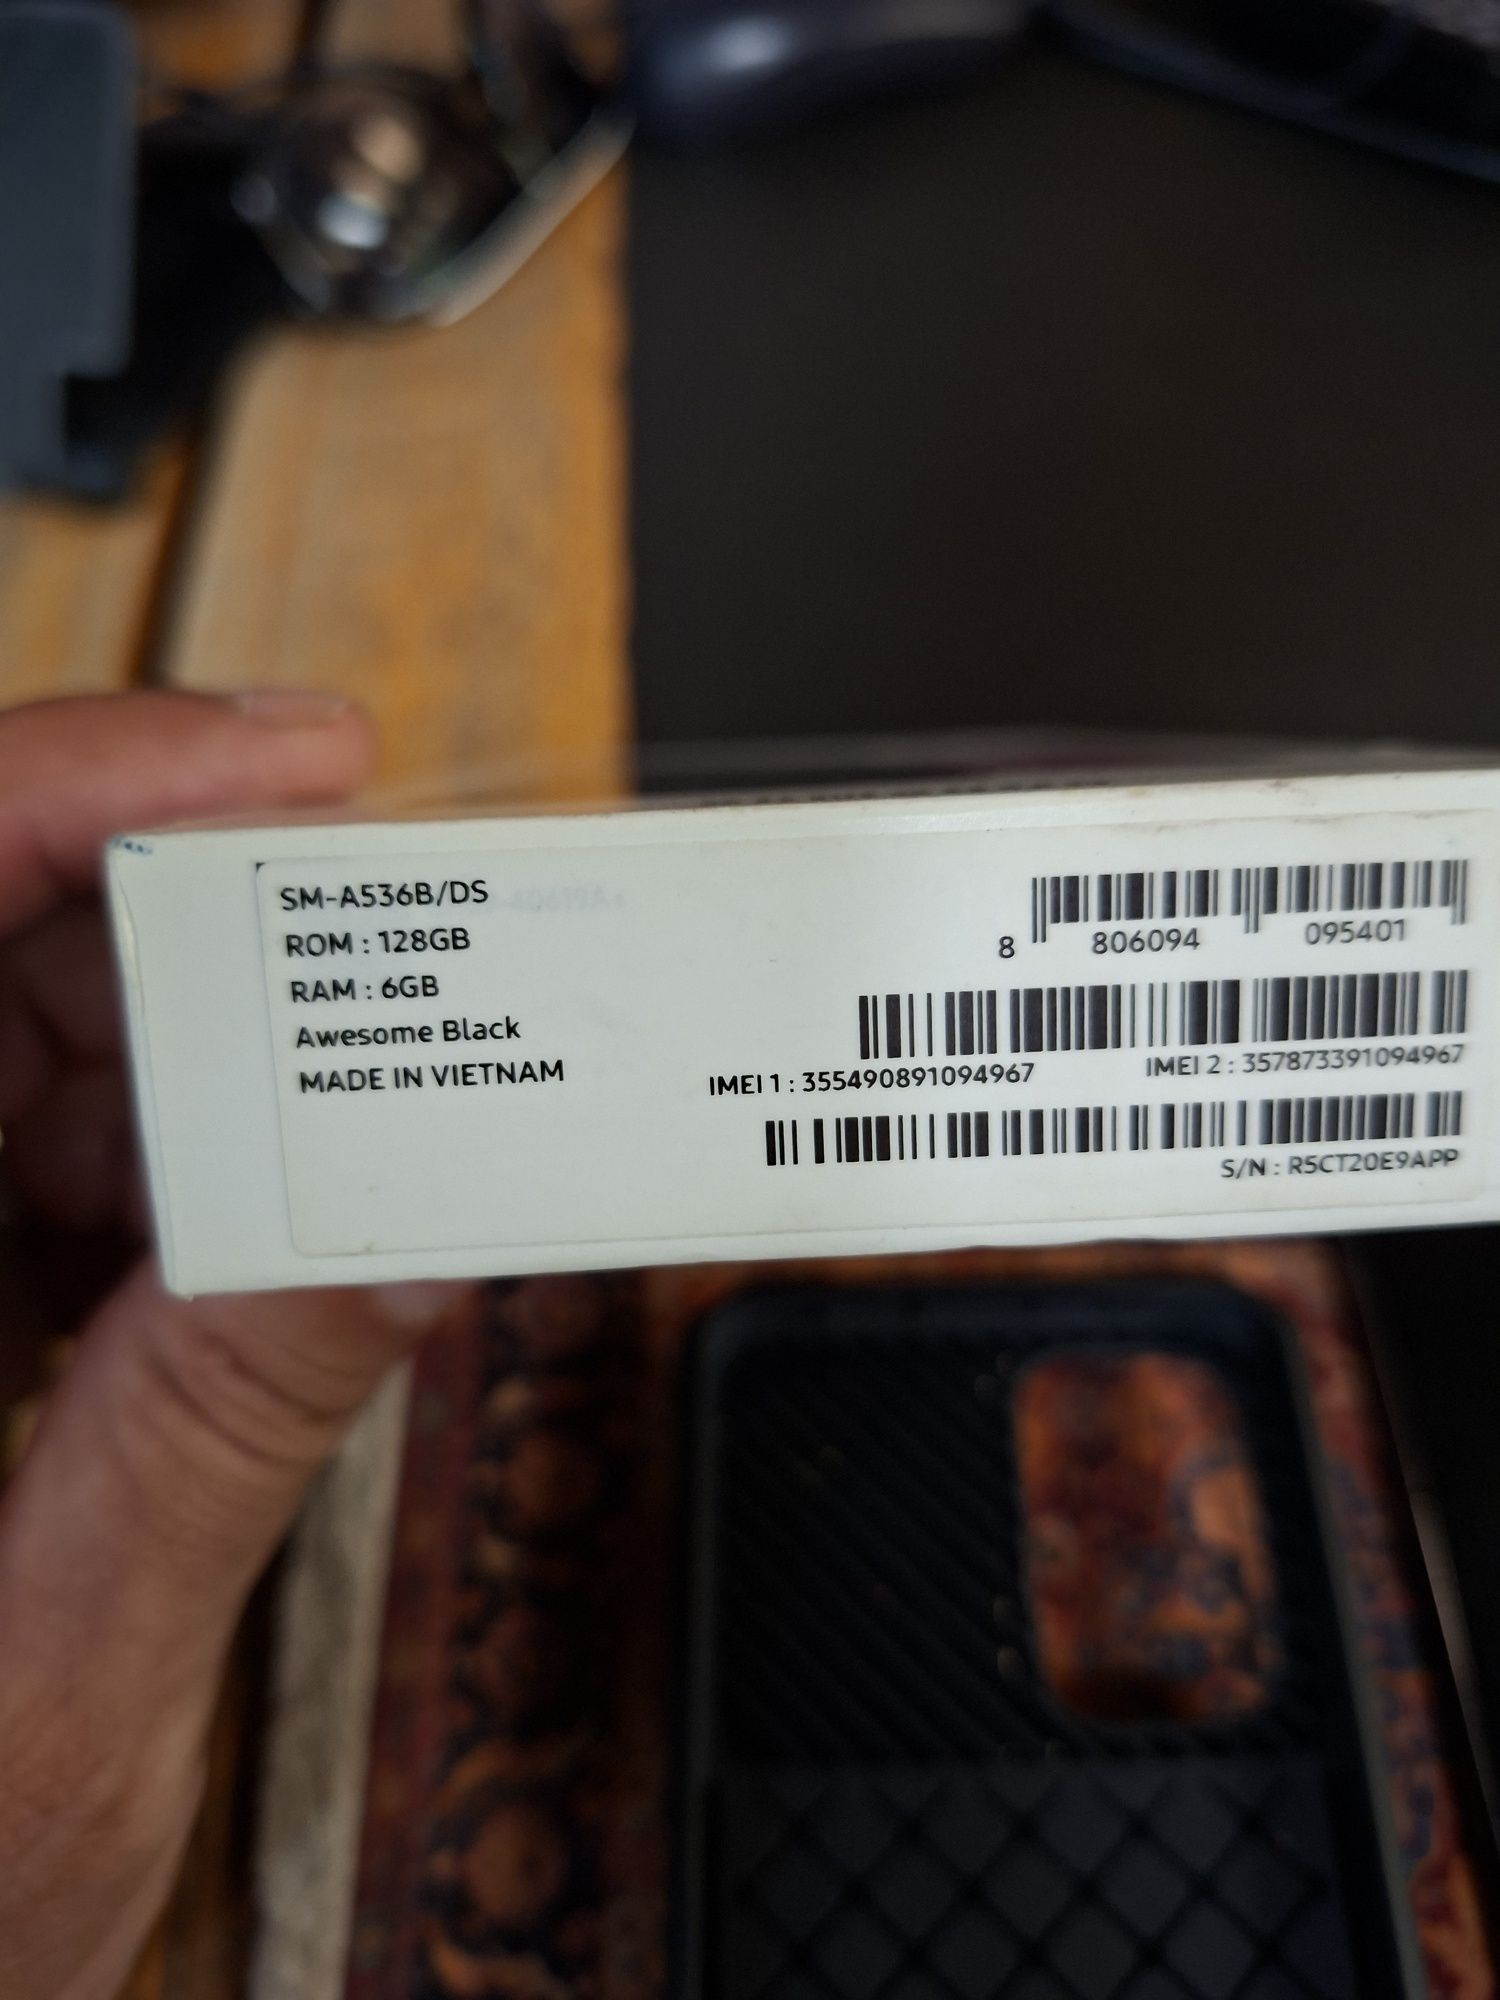 SM-A536B/DS
ROM : 128GB
RAM : 6GB
Awesome Black
MADE IN VIETNAM
8 806094 095401
IMEI 1 : 355490891094967 IMEI 2 : 357873391094967
S/N : R5CT20E9APP